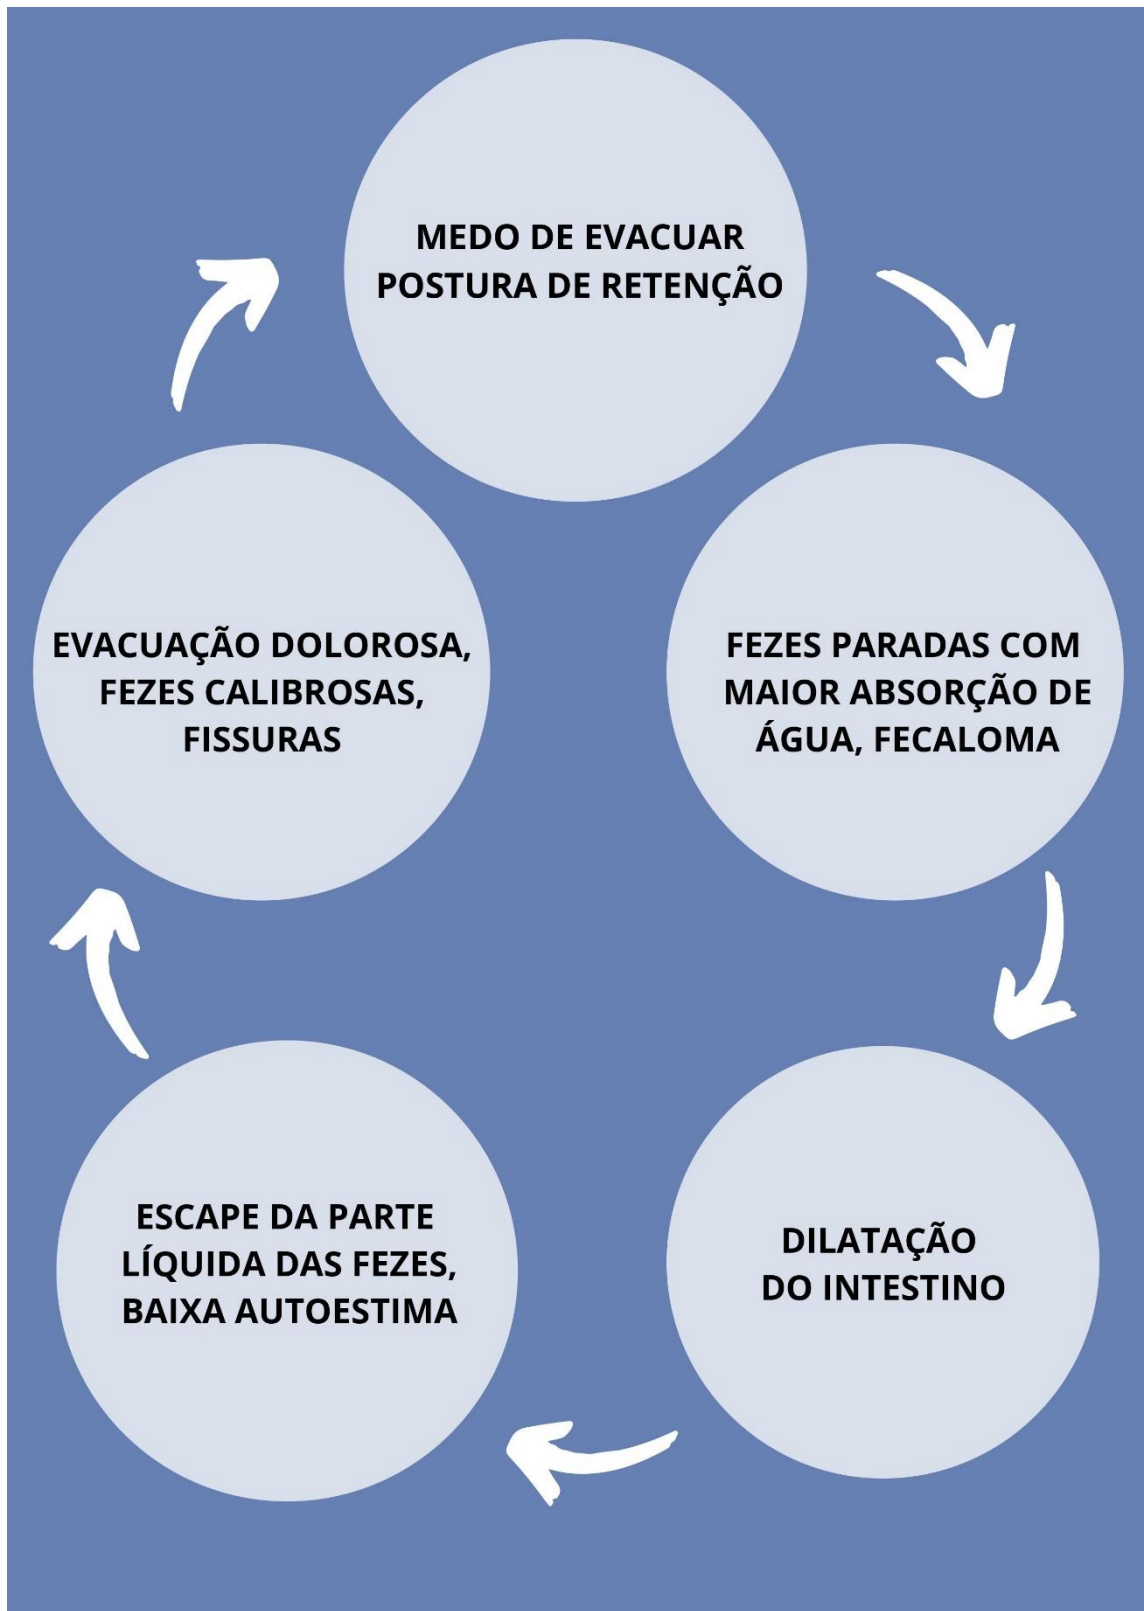 MEDO DE EVACUAR
POSTURA DE RETENÇÃO
FEZES PARADAS COM
MAIOR ABSORÇÃO DE
ÁGUA, FECALOMA
DILATAÇÃO
DO INTESTINO
ESCAPE DA PARTE
LÍQUIDA DAS FEZES,
BAIXA AUTOESTIMA
EVACUAÇÃO DOLOROSA,
FEZES CALIBROSAS,
FISSURAS